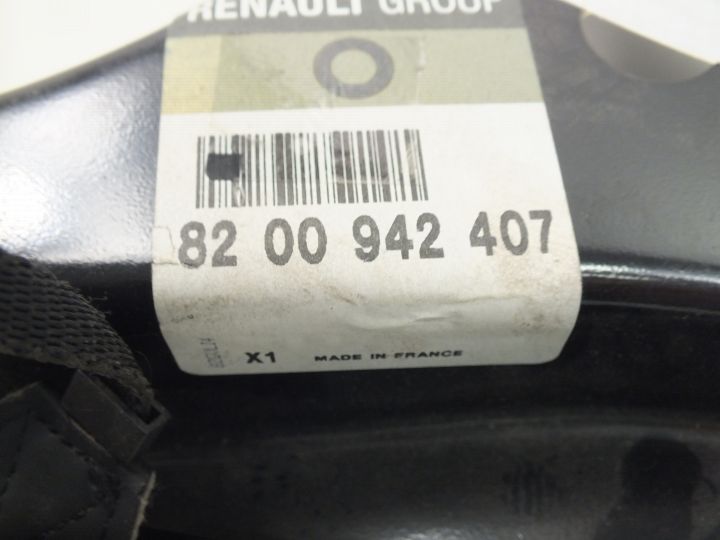 RENAULT GROUP
82 00 942 407
X1 MADE IN FRANCE